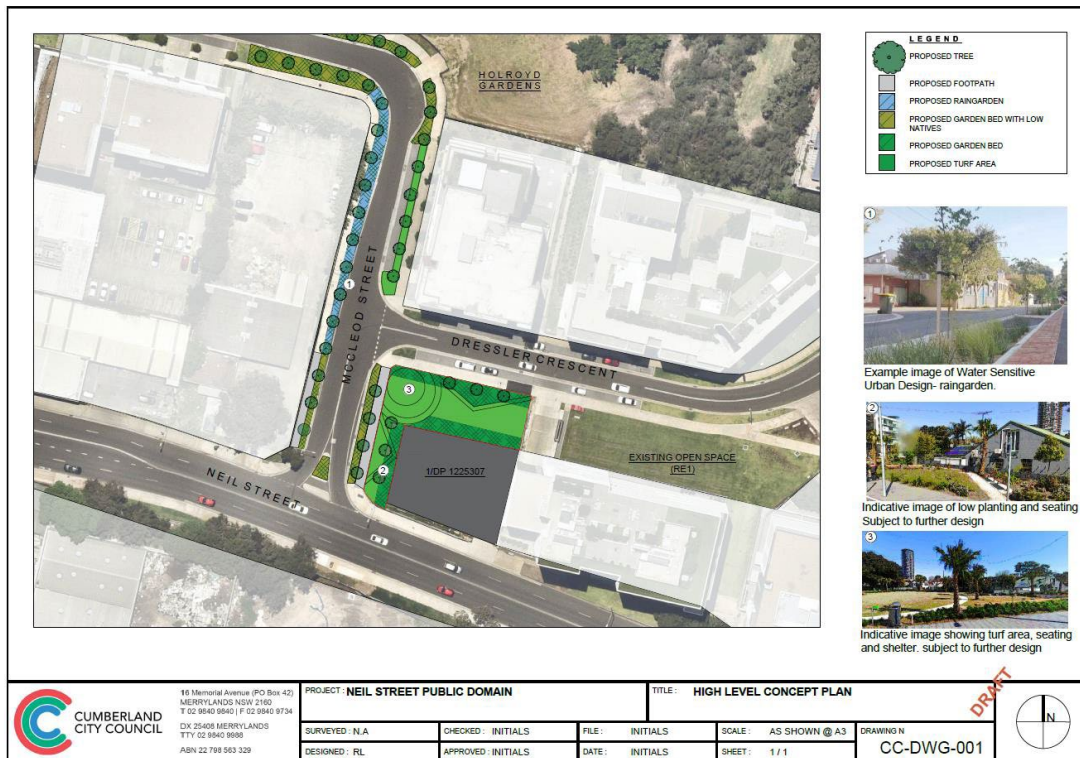 HOLROYD
GARDENS
MCCLEOD STREET
DRESSLER CRESCENT
NEIL STREET
EXISTING OPEN SPACE
(RE1)
1/DP 1225307
1
2
3
LEGEND
PROPOSED TREE
PROPOSED FOOTPATH
PROPOSED RAINGARDEN
PROPOSED GARDEN BED WITH LOW
NATIVES
PROPOSED GARDEN BED
PROPOSED TURF AREA
1
Example image of Water Sensitive
Urban Design- raingarden.
2
Indicative image of low planting and seating
Subject to further design
3
Indicative image showing turf area, seating
and shelter. subject to further design
CUMBERLAND
CITY COUNCIL
16 Memorial Avenue (PO Box 42)
MERRYLANDS NSW 2160
T 02 9840 9840 | F 02 9840 9734
DX 25408 MERRYLANDS
TTY 02 9840 9988
ABN 22 798 563 329
PROJECT : NEIL STREET PUBLIC DOMAIN
TITLE : HIGH LEVEL CONCEPT PLAN
DRAFT
SURVEYED : N.A
CHECKED : INITIALS
FILE : INITIALS
SCALE : AS SHOWN @ A3
DRAWING N
CC-DWG-001
DESIGNED : RL
APPROVED : INITIALS
DATE : INITIALS
SHEET : 1 / 1
N